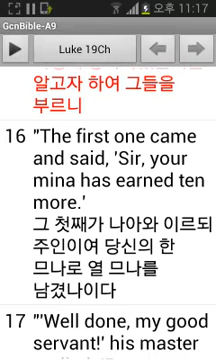 오후 11:17
GcnBible-A9
Luke 19Ch
알고자 하여 그들을
부르니
16 "The first one came
and said, 'Sir, your
mina has earned ten
more.'
그 첫째가 나아와 이르되
주인이여 당신의 한
므나로 열 므나를
남겼나이다
17 "'Well done, my good
servant!' his master